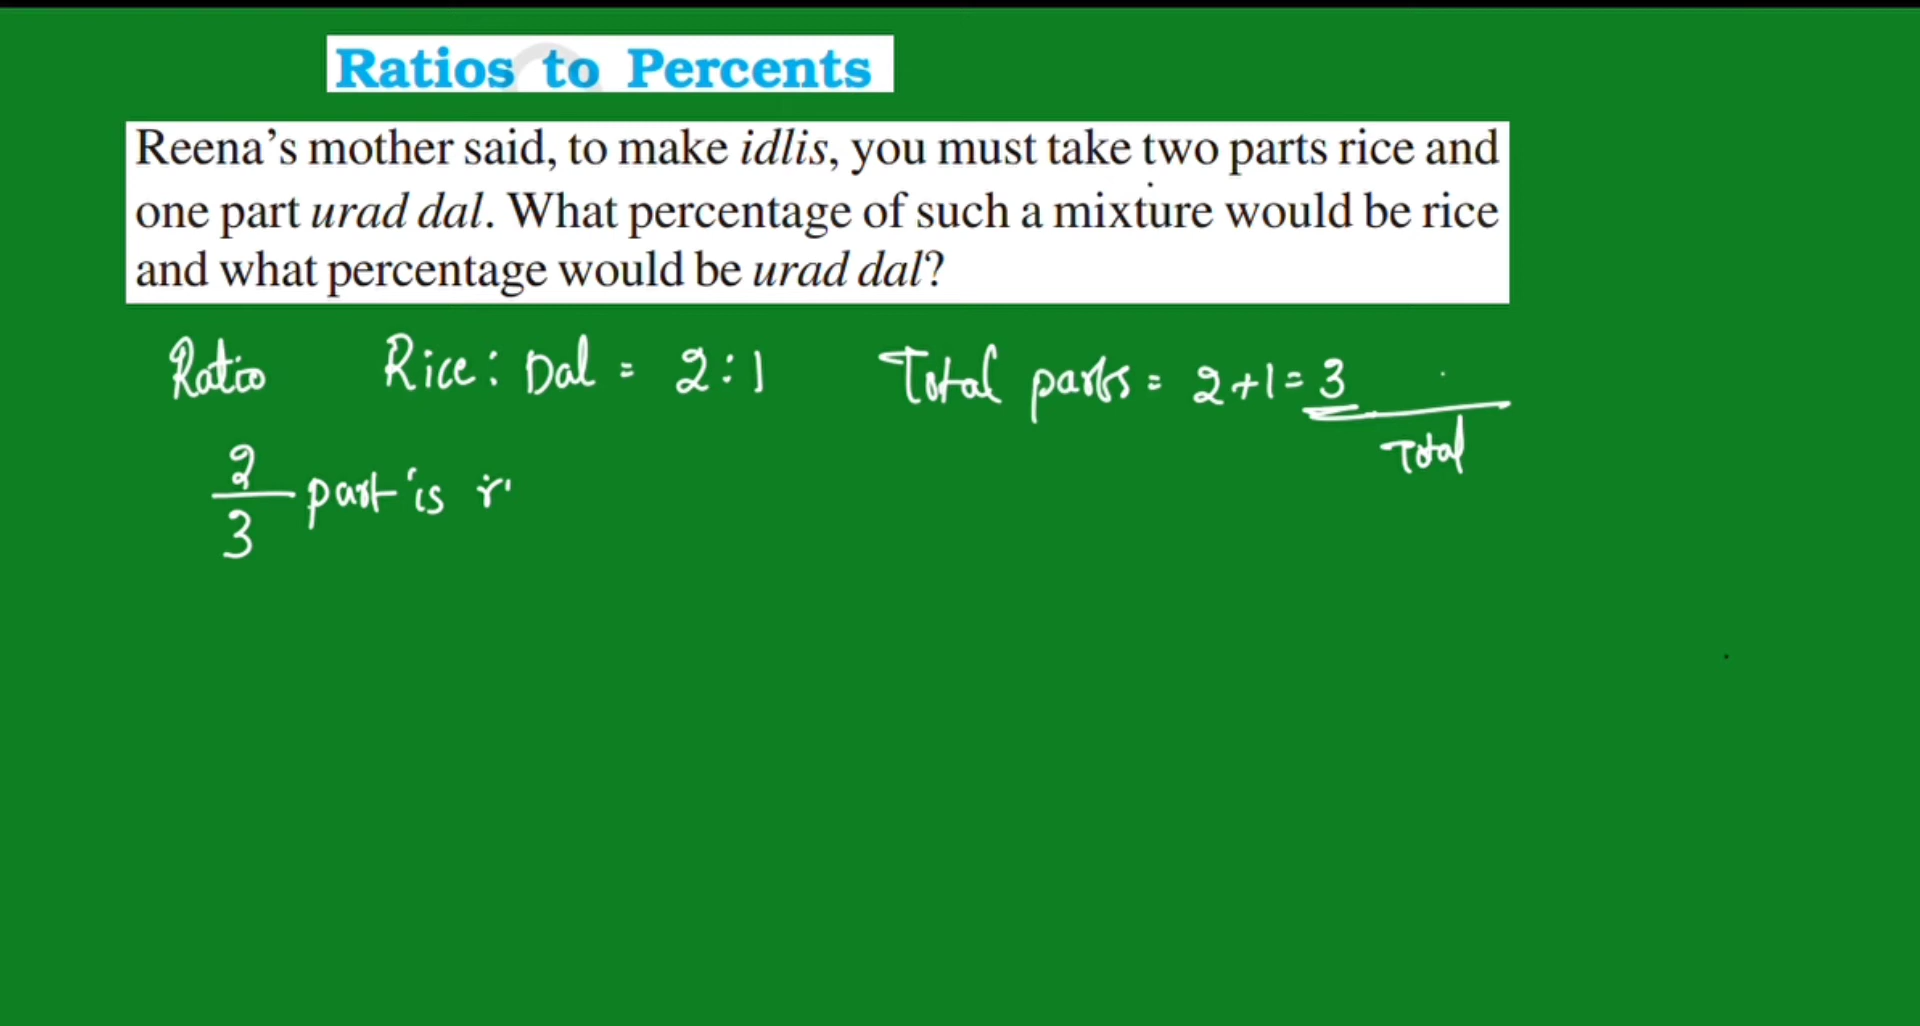 Ratios to Percents
Reena’s mother said, to make idlis, you must take two parts rice and
one part urad dal. What percentage of such a mixture would be rice
and what percentage would be urad dal?
Ratio Rice : Dal = 2 : 1 Total parts = 2 + 1 = 3
Total
2/3 part is ri